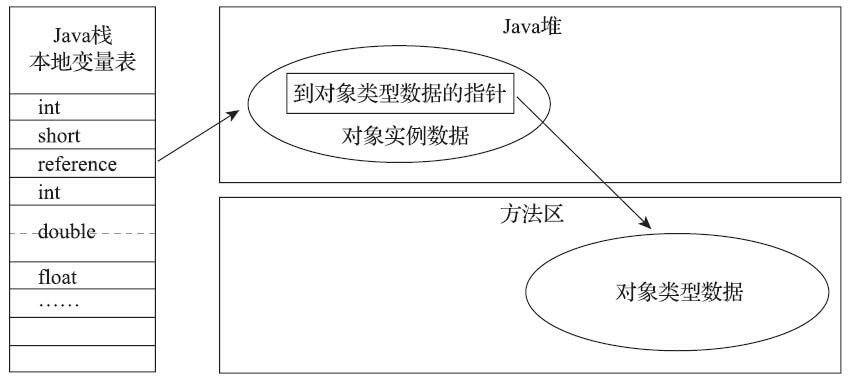 Java栈
本地变量表
int
short
reference
int
double
float
……
Java堆
到对象类型数据的指针
对象实例数据
方法区
对象类型数据